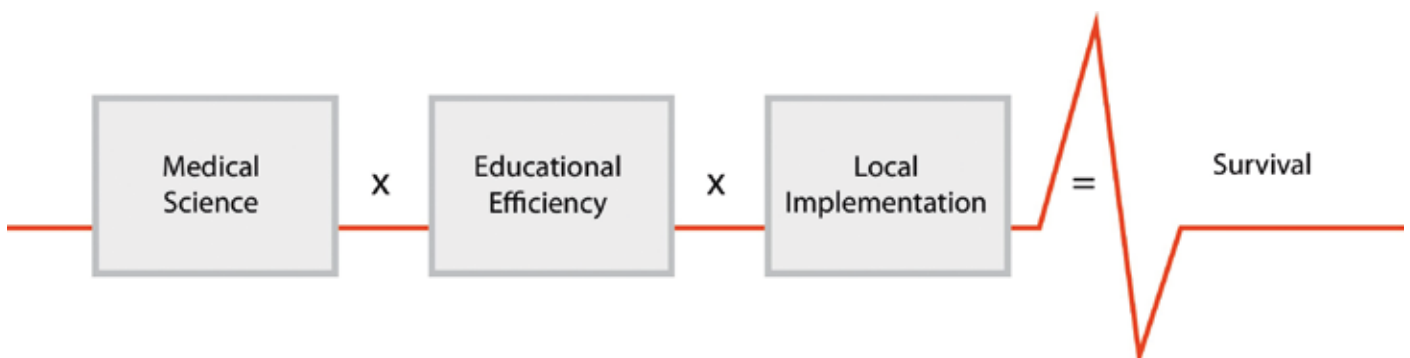 Medical
Science
x
Educational
Efficiency
x
Local
Implementation
=
Survival